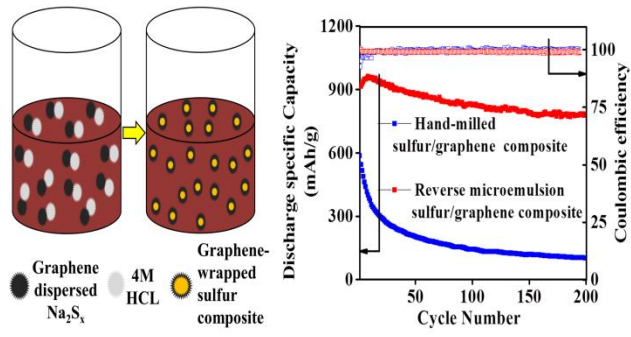 Graphene
dispersed
Na₂Sₓ
4M
HCL
Graphene-
wrapped
sulfur
composite
Discharge specific Capacity
(mAh/g)
1200
900
600
300
0
50
100
150
200
Cycle Number
100
75
50
25
0
Coulombic efficiency
Hand-milled
sulfur/graphene composite
Reverse microemulsion
sulfur/graphene composite